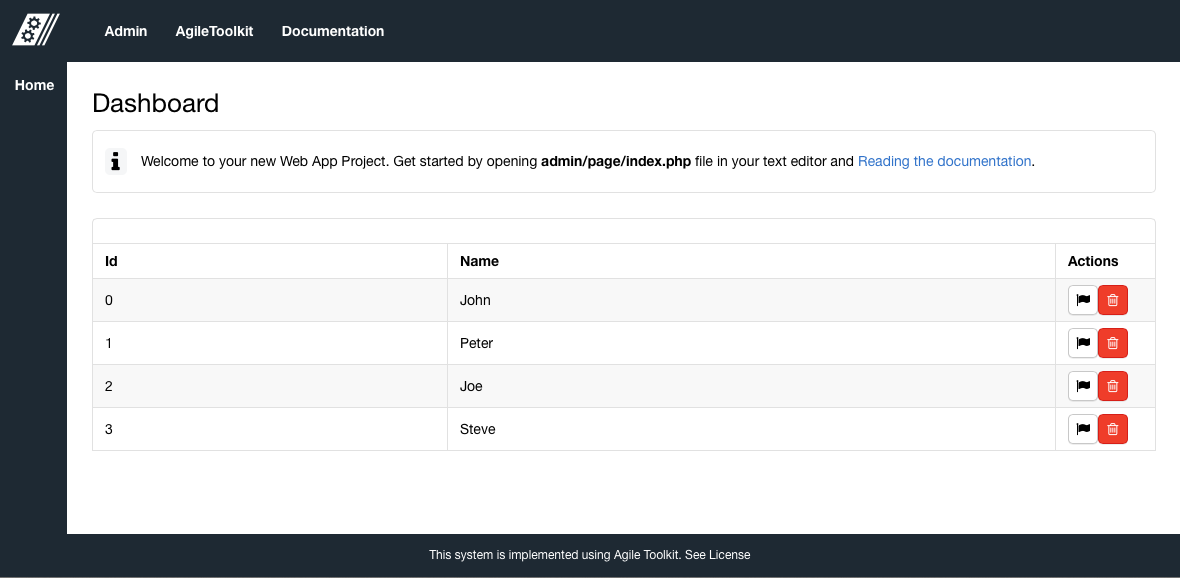 Admin AgileToolkit Documentation
Home
Dashboard
Welcome to your new Web App Project. Get started by opening admin/page/index.php file in your text editor and Reading the documentation.
Id Name Actions
0 John
1 Peter
2 Joe
3 Steve
This system is implemented using Agile Toolkit. See License